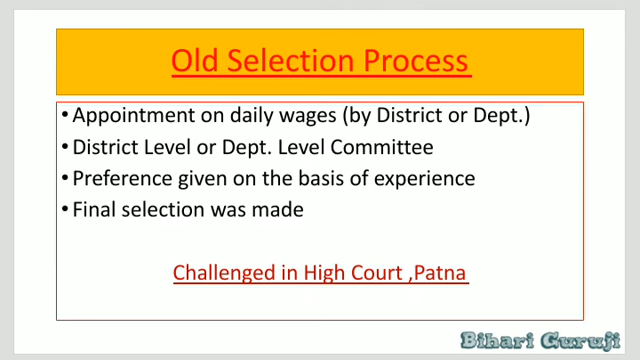 Old Selection Process
• Appointment on daily wages (by District or Dept.)
• District Level or Dept. Level Committee
• Preference given on the basis of experience
• Final selection was made
Challenged in High Court ,Patna
Bihari Guruji